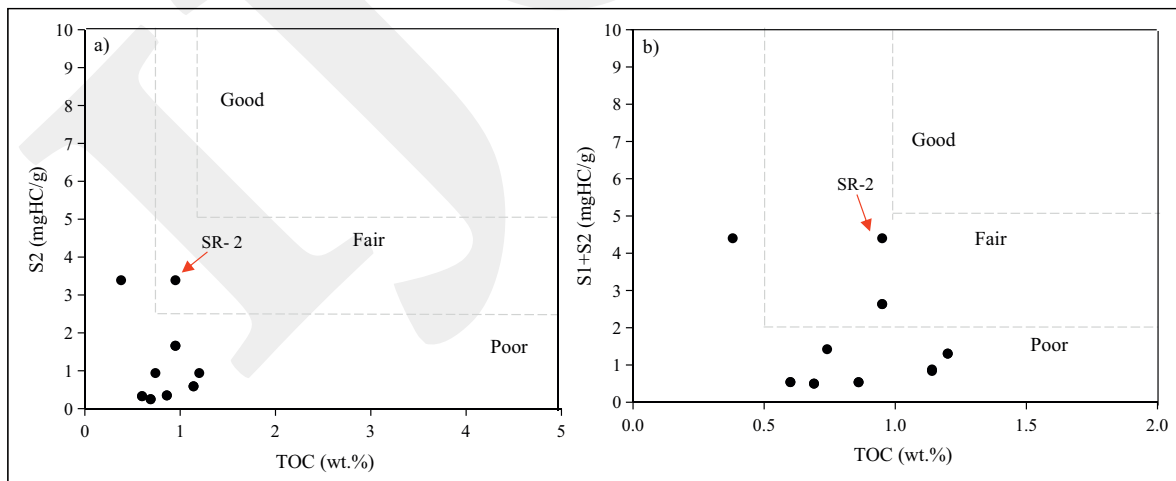 a)
S2 (mgHC/g)
10
9
8
7
6
5
4
3
2
1
0
Good
Fair
Poor
SR- 2
0
1
2
3
4
5
TOC (wt.%)
b)
S1+S2 (mgHC/g)
10
9
8
7
6
5
4
3
2
1
0
Good
SR-2
Fair
Poor
0.0
0.5
1.0
1.5
2.0
TOC (wt.%)